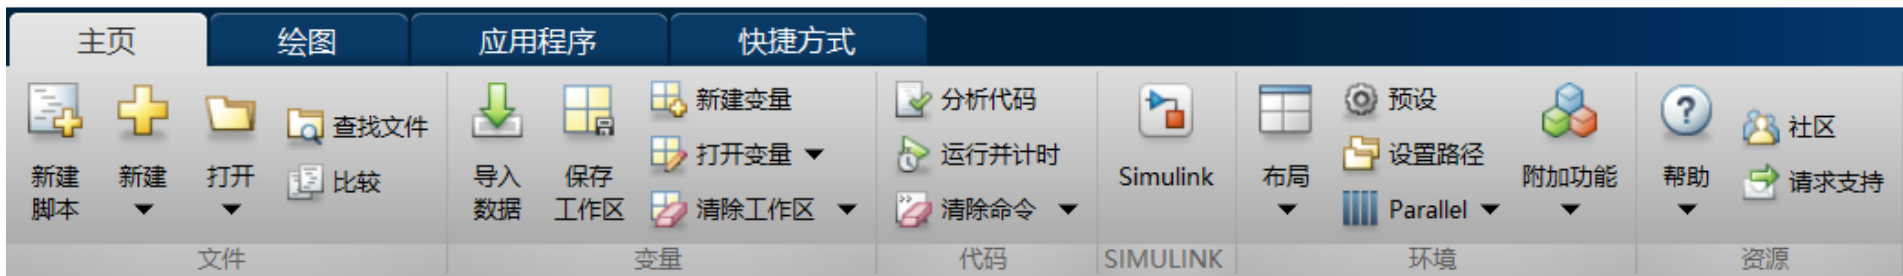 主页
绘图
应用程序
快捷方式
新建
脚本
新建
打开
查找文件
比较
文件
导入
数据
保存
工作区
新建变量
打开变量
清除工作区
变量
分析代码
运行并计时
清除命令
代码
Simulink
SIMULINK
布局
预设
设置路径
Parallel
附加功能
环境
帮助
社区
请求支持
资源